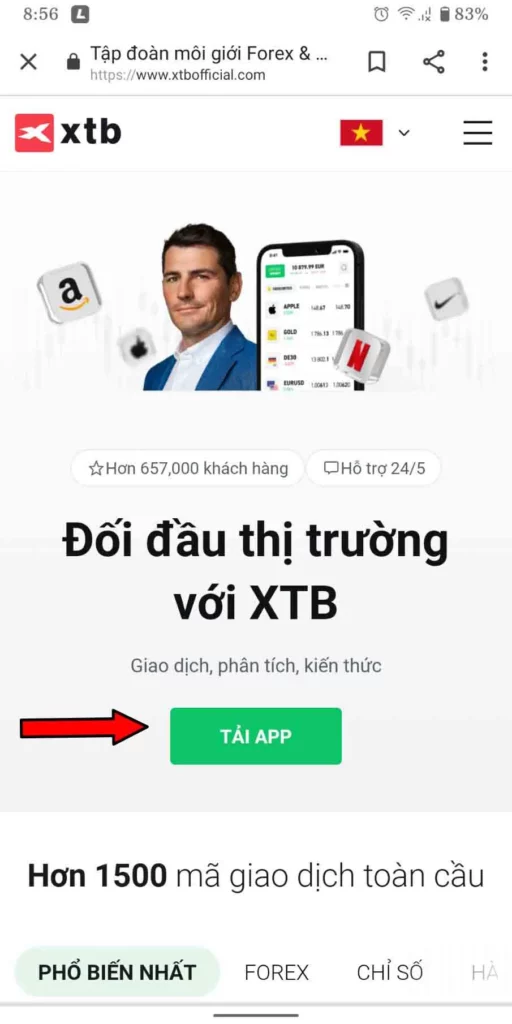 8:56 L 83%
Tập đoàn môi giới Forex & ...
https://www.xtbofficial.com
xtb
10 879.99 EUR
APPLE
GOLD
DE30
EURUSD
a
N
Hơn 657,000 khách hàng
Hỗ trợ 24/5
Đối đầu thị trường
với XTB
Giao dịch, phân tích, kiến thức
TẢI APP
Hơn 1500 mã giao dịch toàn cầu
PHỔ BIẾN NHẤT FOREX CHỈ SỐ HÀ